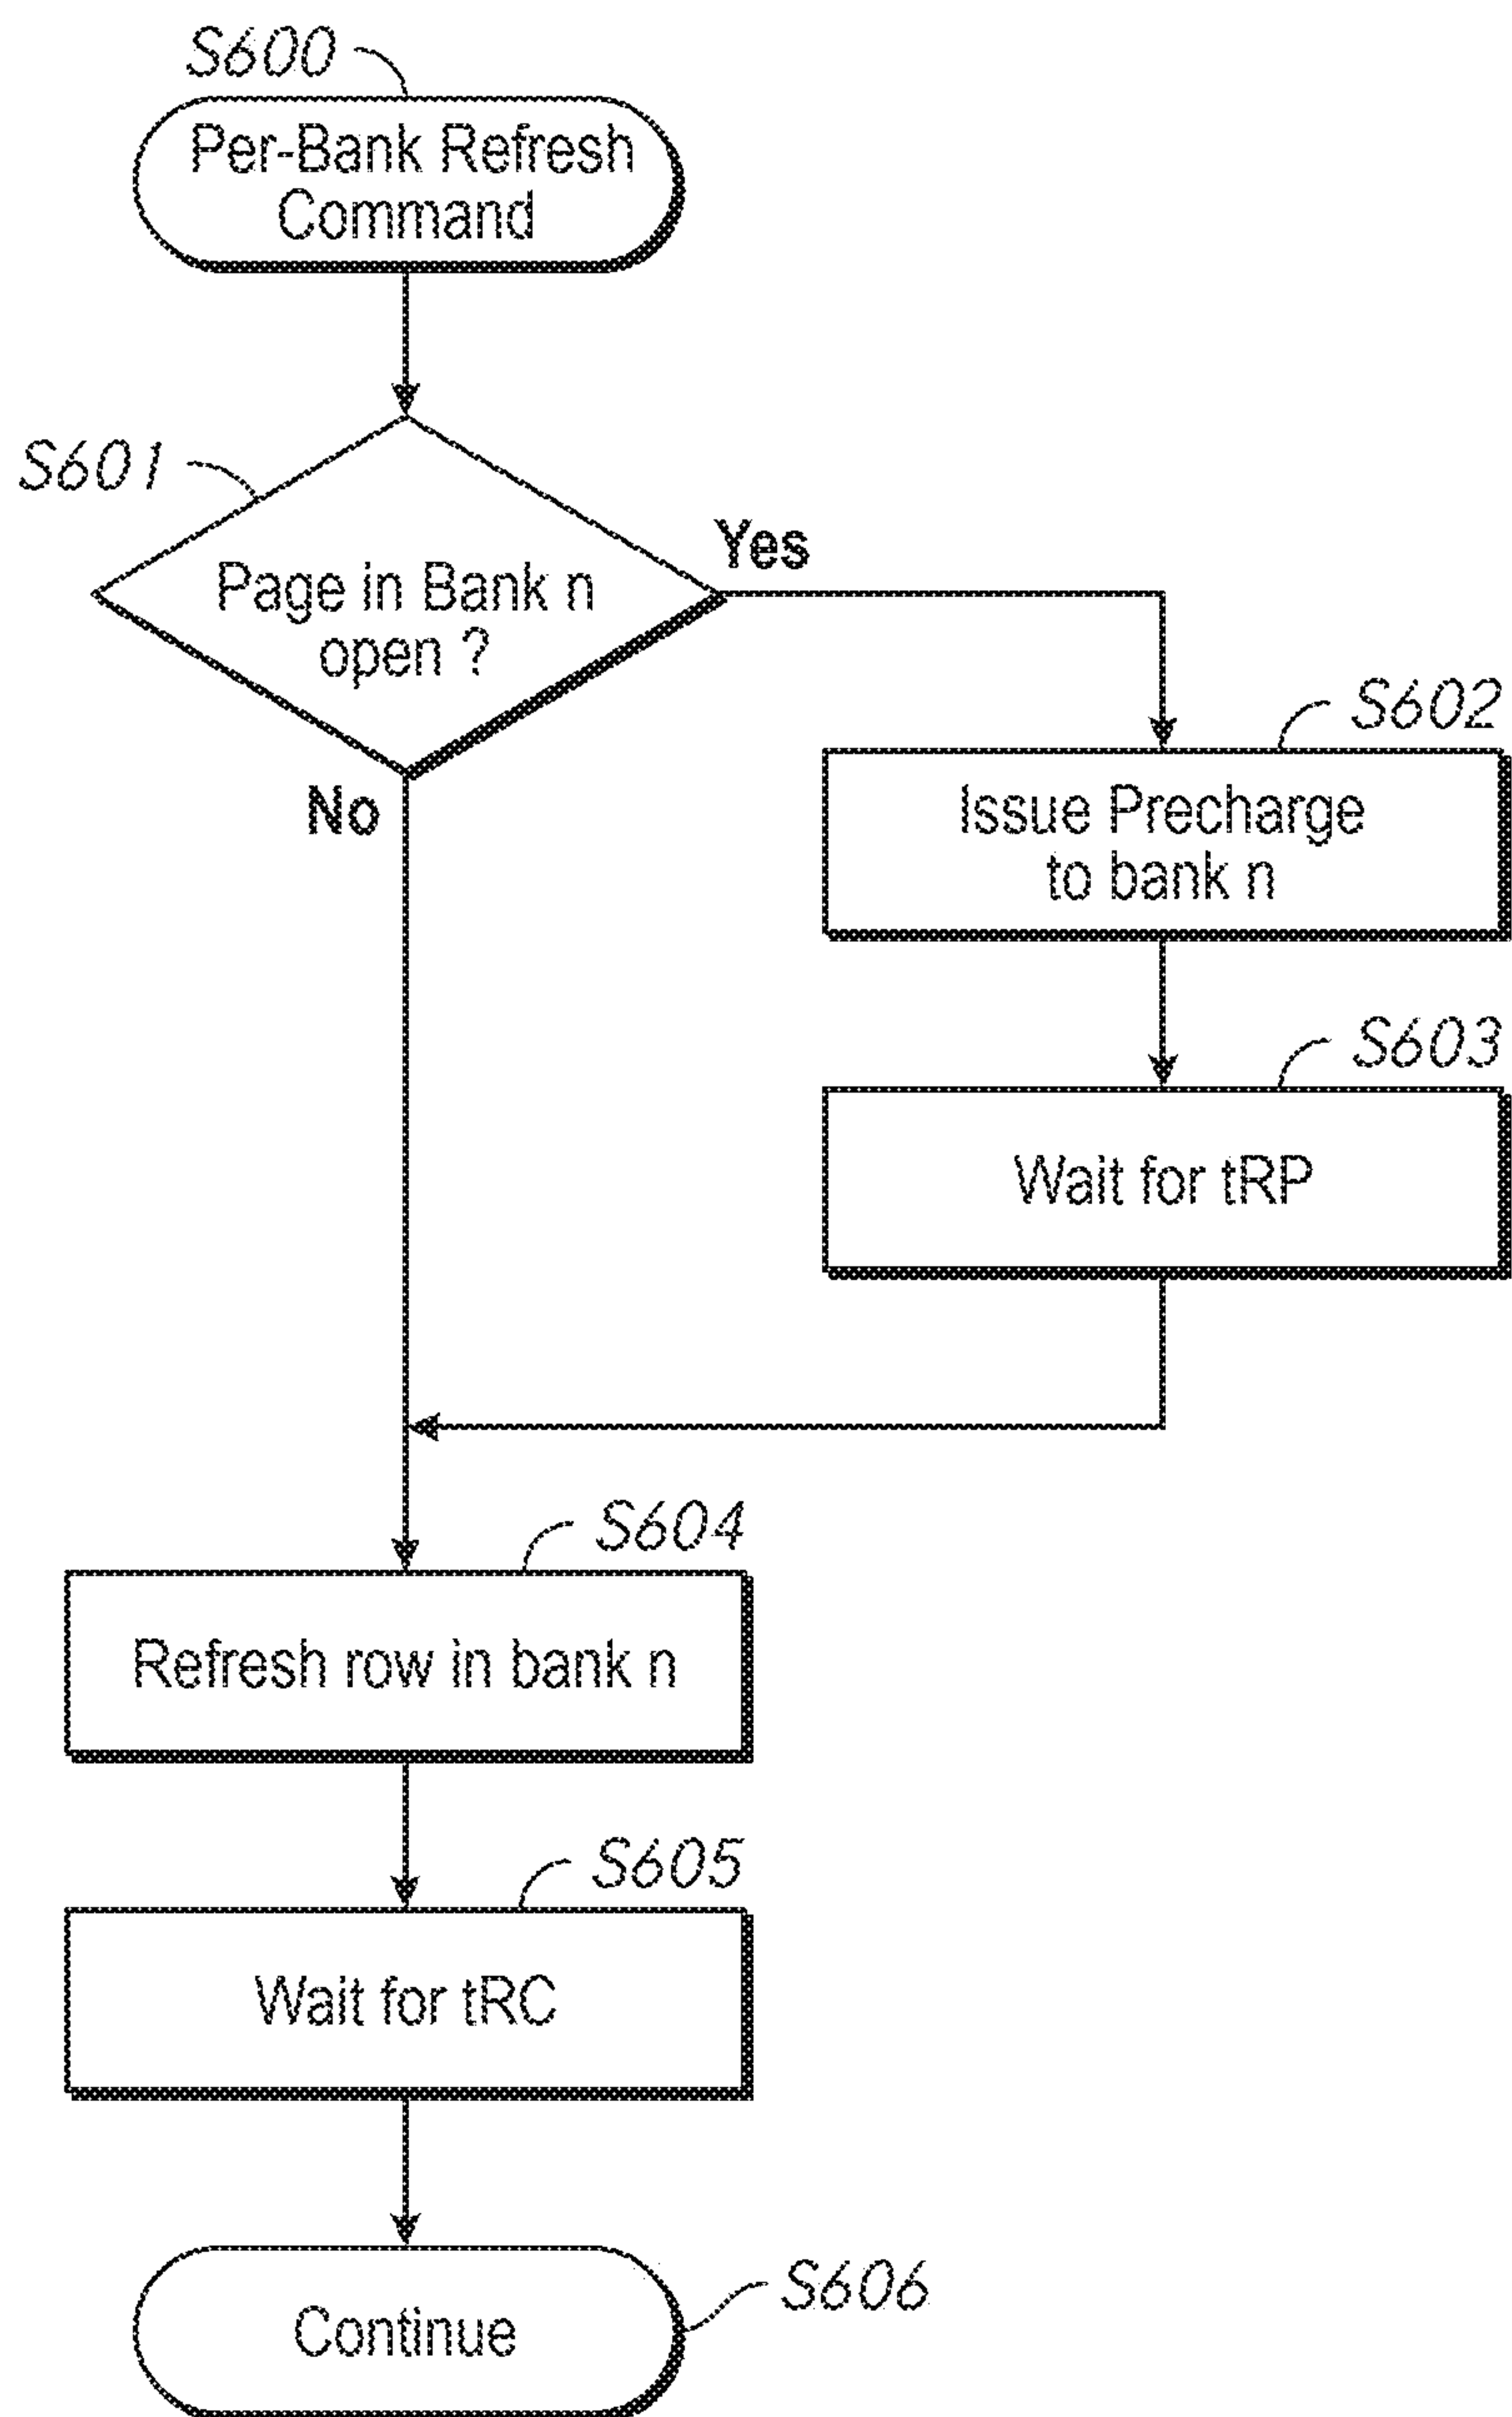 S600
Per-Bank Refresh
Command
S601
Page in Bank n
open ?
Yes
No
S602
Issue Precharge
to bank n
S603
Wait for tRP
S604
Refresh row in bank n
S605
Wait for tRC
Continue
S606